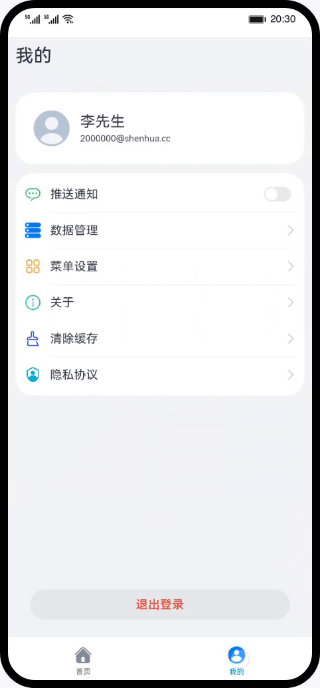 5G 5G 20:30
我的
李先生
2000000@shenhua.cc
推送通知
数据管理
菜单设置
关于
清除缓存
隐私协议
退出登录
首页 我的